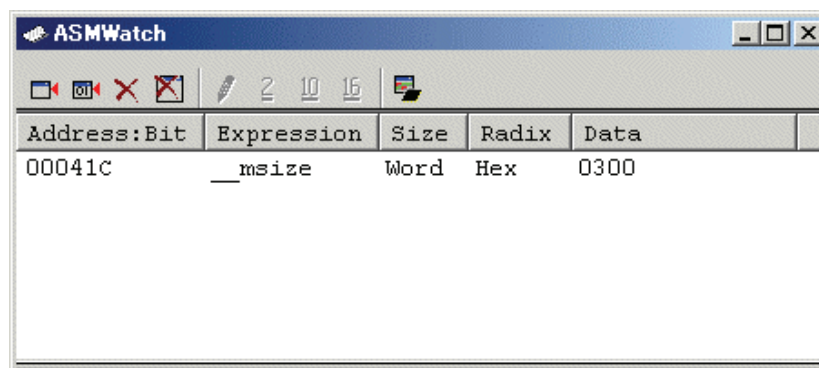 ASMWatch
2 10 16
Address:Bit Expression Size Radix Data
00041C __msize Word Hex 0300